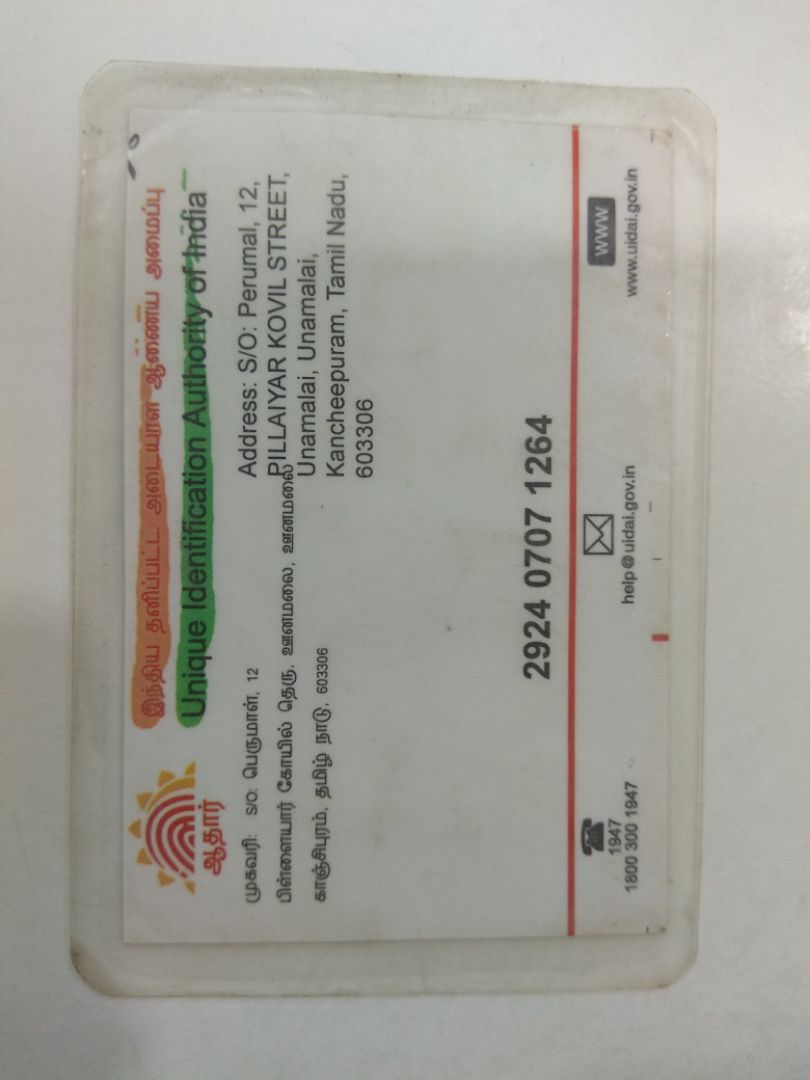 இந்திய தனிப்பட்ட அடையாள ஆணைய அமைப்பு
Unique Identification Authority of India
ஆதார்
முகவரி: S/O: பெருமாள், 12
பிள்ளையார் கோயில் தெரு, ஊனமலை, ஊனமலை
காஞ்சிபுரம், தமிழ் நாடு, 603306
Address: S/O: Perumal, 12,
PILLAIYAR KOVIL STREET,
Unamalai, Unamalai,
Kancheepuram, Tamil Nadu,
603306
2924 0707 1264
1947
1800 300 1947
help@uidai.gov.in
WWW
www.uidai.gov.in